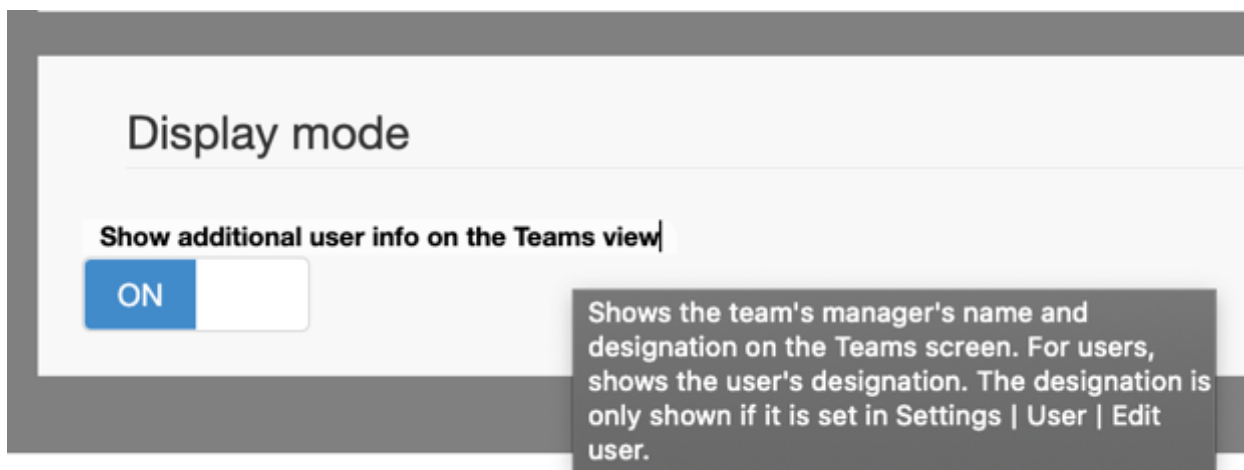 Display mode
Show additional user info on the Teams view
ON
Shows the team's manager's name and
designation on the Teams screen. For users,
shows the user's designation. The designation is
only shown if it is set in Settings | User | Edit
user.